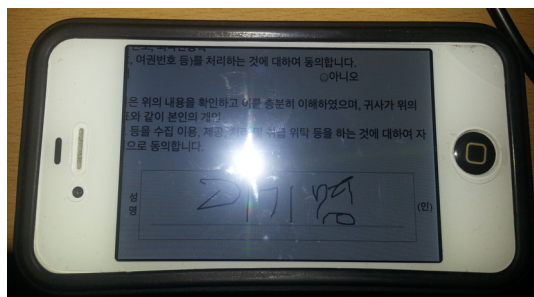 , 여권번호 등)를 처리하는 것에 대하여 동의합니다.
아니오
은 위의 내용을 확인하고 이를 충분히 이해하였으며, 귀사가 위의
와 같이 본인의 개인
등을 수집 이용, 제공, 취급 위탁 등을 하는 것에 대하여 자
으로 동의합니다.
성명
(인)